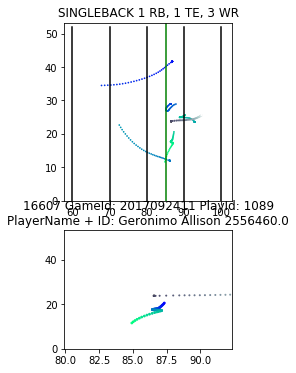 SINGLEBACK 1 RB, 1 TE, 3 WR
50
40
30
20
10
0
60 70 80 90 100
16607 GameId: 2017092411 PlayId: 1089
PlayerName + ID: Geronimo Allison 2556460.0
40
20
0
80.0 82.5 85.0 87.5 90.0